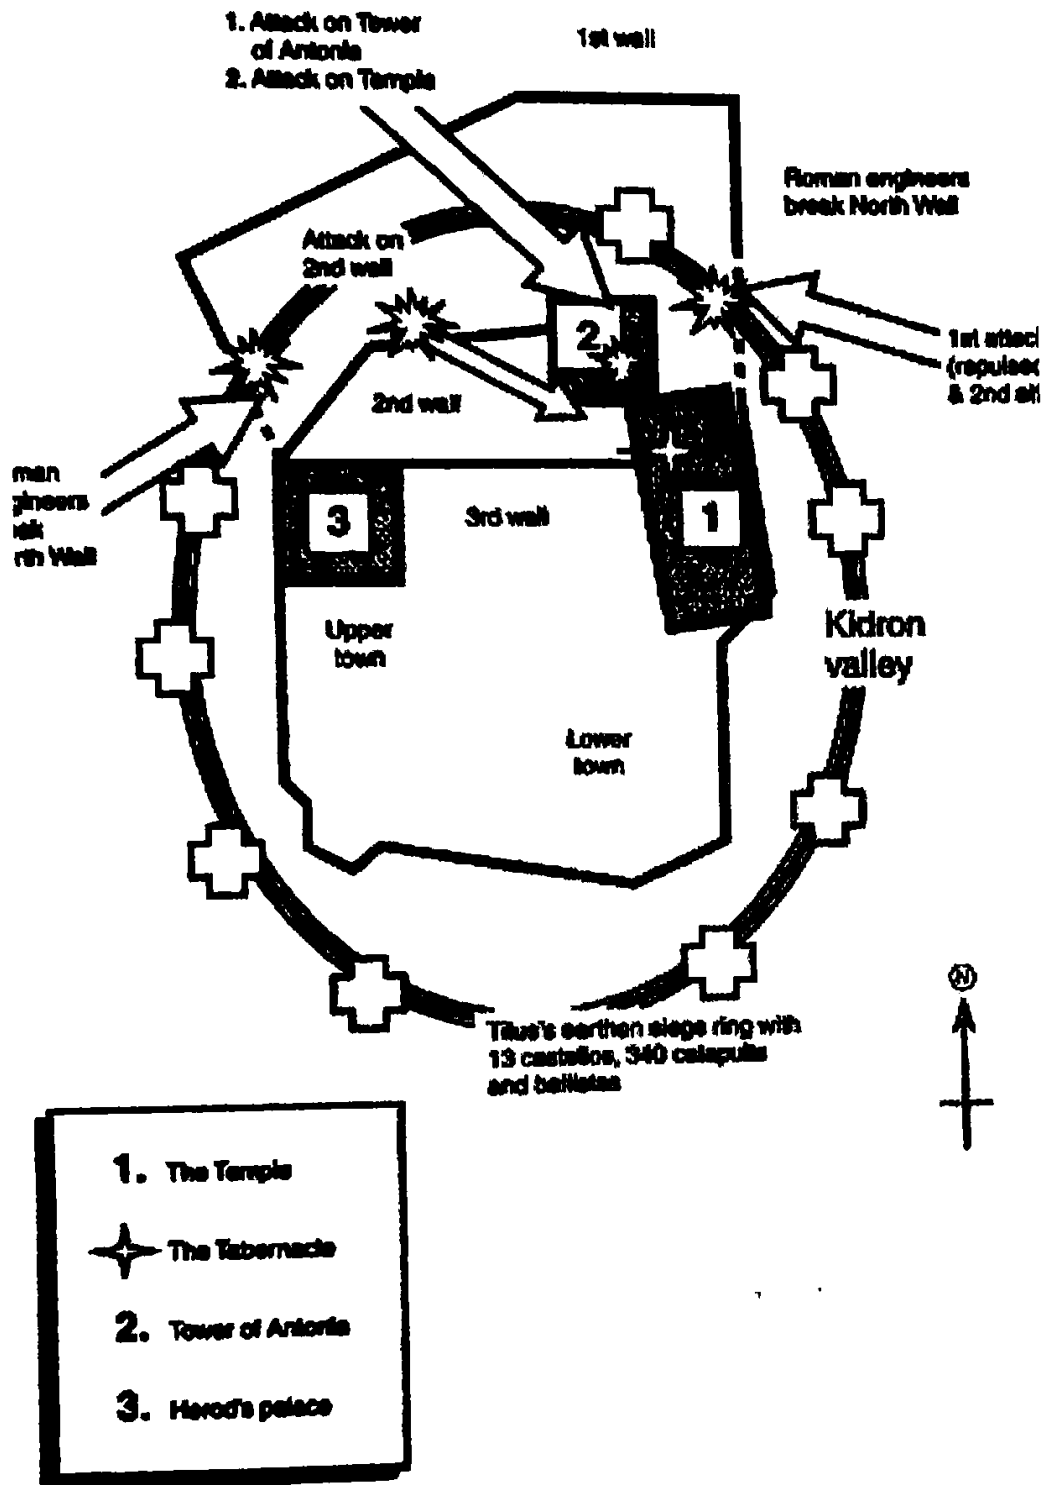 1. Attack on Tower
of Antonia
2. Attack on Temple
1st wall
Roman engineers
break North Wall
Attack on
2nd wall
2
1st attack
(repulsed
& 2nd
2nd wall
man
gineers
eak
rth Wall
3
3rd wall
1
Upper
town
Kidron
valley
Lower
town
N
Titus's earthen siege ring with
13 castellos, 340 catapults
and ballistas
1. The Temple
The Tabernacle
2. Tower of Antonia
3. Herod's palace